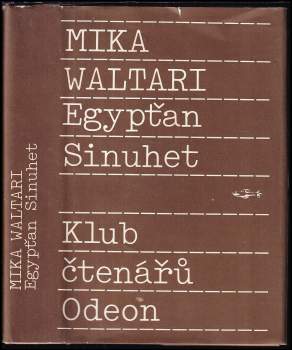 MIKA
WALTARI
Egypťan
Sinuhet
Klub
čtenářů
Odeon
MIKA WALTARI
Egypťan Sinuhet